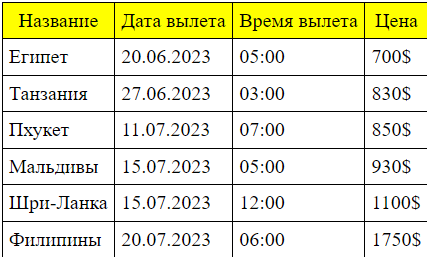 Название Дата вылета Время вылета Цена
Египет 20.06.2023 05:00 700$
Танзания 27.06.2023 03:00 830$
Пхукет 11.07.2023 07:00 850$
Мальдивы 15.07.2023 05:00 930$
Шри-Ланка 15.07.2023 12:00 1100$
Филипины 20.07.2023 06:00 1750$